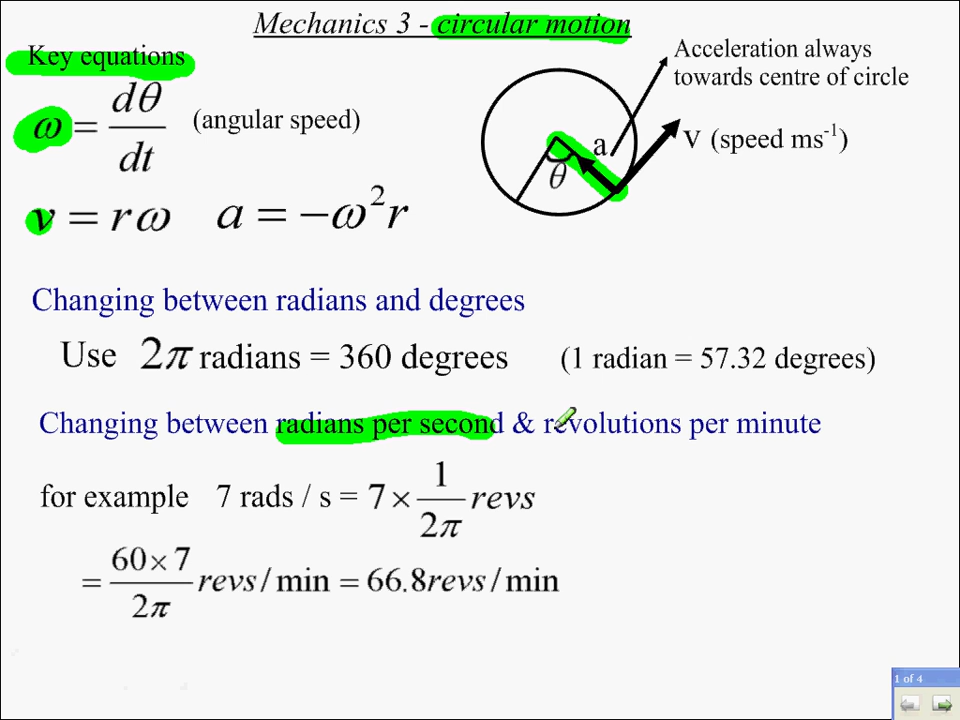 Mechanics 3 - circular motion
Key equations
Acceleration always
towards centre of circle
ω = dθ/dt (angular speed)
a
θ
v (speed ms⁻¹)
v = rω a = −ω²r
Changing between radians and degrees
Use 2π radians = 360 degrees (1 radian = 57.32 degrees)
Changing between radians per second & revolutions per minute
for example 7 rads / s = 7 × 1/2π revs
= 60 × 7/2π revs / min = 66.8revs / min
1 of 4